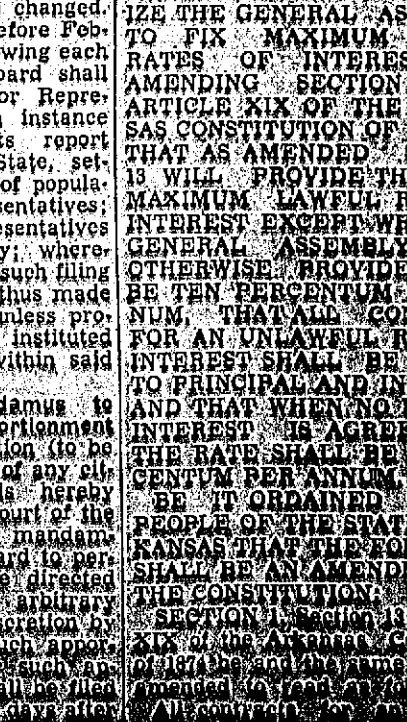 changed.
efore Feb-
wing each
oard shall
or Repre-
instance
ts report
State, set-
of popula-
sentatives;
esentatives
y; where-
such filing
thus made
unless pro-
instituted
within said
damus to
ortionment
ion (to be
of any cit-
is hereby
ourt of the
mandam-
ard to per-
e directed
arbitrary
cretion by
uch appor-
such ap-
all be filed
days after
IZE THE GENERAL AS
TO FIX MAXIMUM
RATES OF INTERES
AMENDING SECTION
ARTICLE XIX OF THE
SAS CONSTITUTION OF
THAT AS AMENDED
13 WILL PROVIDE TH
MAXIMUM LAWFUL R
INTEREST EXCEPT WH
GENERAL ASSEMBLY
OTHERWISE PROVIDE
BE TEN PERCENTUM
NUM, THAT ALL CO
FOR AN UNLAWFUL R
INTEREST SHALL BE
TO PRINCIPAL AND IN
AND THAT WHEN NO
INTEREST IS AGREE
THE RATE SHALL BE
CENTUM PER ANNUM.
BE IT ORDAINED
PEOPLE OF THE STAT
KANSAS THAT THE FO
SHALL BE AN AMEND
THE CONSTITUTION:
SECTION 1. Section 13
XIX of the Arkansas C
of 1874 be and the same
amended to read as fo
All contracts for an